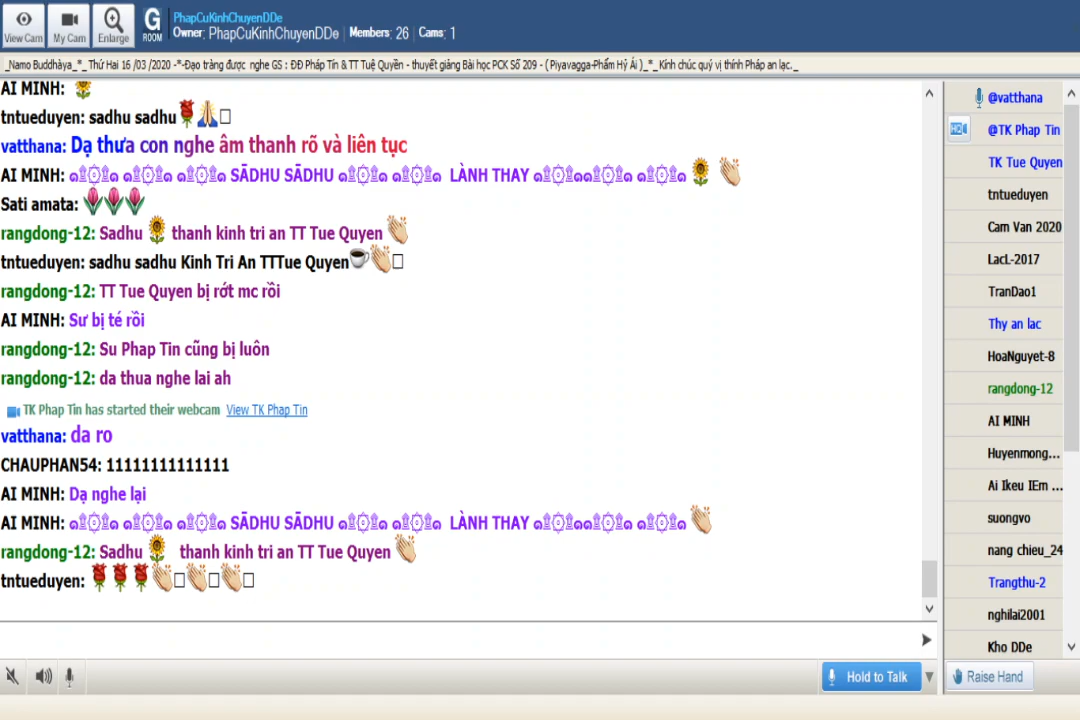 View Cam
My Cam
Enlarge
G ROOM
PhapCuKinhChuyenDDe
Owner: PhapCuKinhChuyenDDe | Members: 26 | Cams: 1
_Namo Buddhàya_*_ Thứ Hai 16 /03 /2020 -*-Đạo tràng được nghe GS : ĐĐ Pháp Tín & TT Tuệ Quyền - thuyết giảng Bài học PCK Số 209 - ( Piyavagga-Phẩm Hỷ Ái )_*_ Kính chúc quý vị thính Pháp an lạc._
AI MINH: 🌻
tntueduyen: sadhu sadhu🌹🙏
vatthana: Dạ thưa con nghe âm thanh rõ và liên tục
AI MINH: SĀDHU SĀDHU LÀNH THAY 🌻 👏
Sati amata: 🌷🌷🌷
rangdong-12: Sadhu 🌻 thanh kinh tri an TT Tue Quyen 👏
tntueduyen: sadhu sadhu Kinh Tri An TTTue Quyen☕👏
rangdong-12: TT Tue Quyen bị rớt mc rồi
AI MINH: Sư bị té rồi
rangdong-12: Su Phap Tin cũng bị luôn
rangdong-12: da thua nghe lai ah
TK Phap Tin has started their webcam View TK Phap Tin
vatthana: da ro
CHAUPHAN54: 11111111111111
AI MINH: Dạ nghe lại
AI MINH: SĀDHU SĀDHU LÀNH THAY 👏
rangdong-12: Sadhu 🌻 thanh kinh tri an TT Tue Quyen 👏
tntueduyen: 🌹🌹🌹👏👏👏
@vatthana
HD
@TK Phap Tin
TK Tue Quyen
tntueduyen
Cam Van 2020
LacL-2017
TranDao1
Thy an lac
HoaNguyet-8
rangdong-12
AI MINH
Huyenmong...
Ai Ikeu IEm ...
suongvo
nang chieu_24
Trangthu-2
nghilai2001
Kho DDe
Hold to Talk
Raise Hand